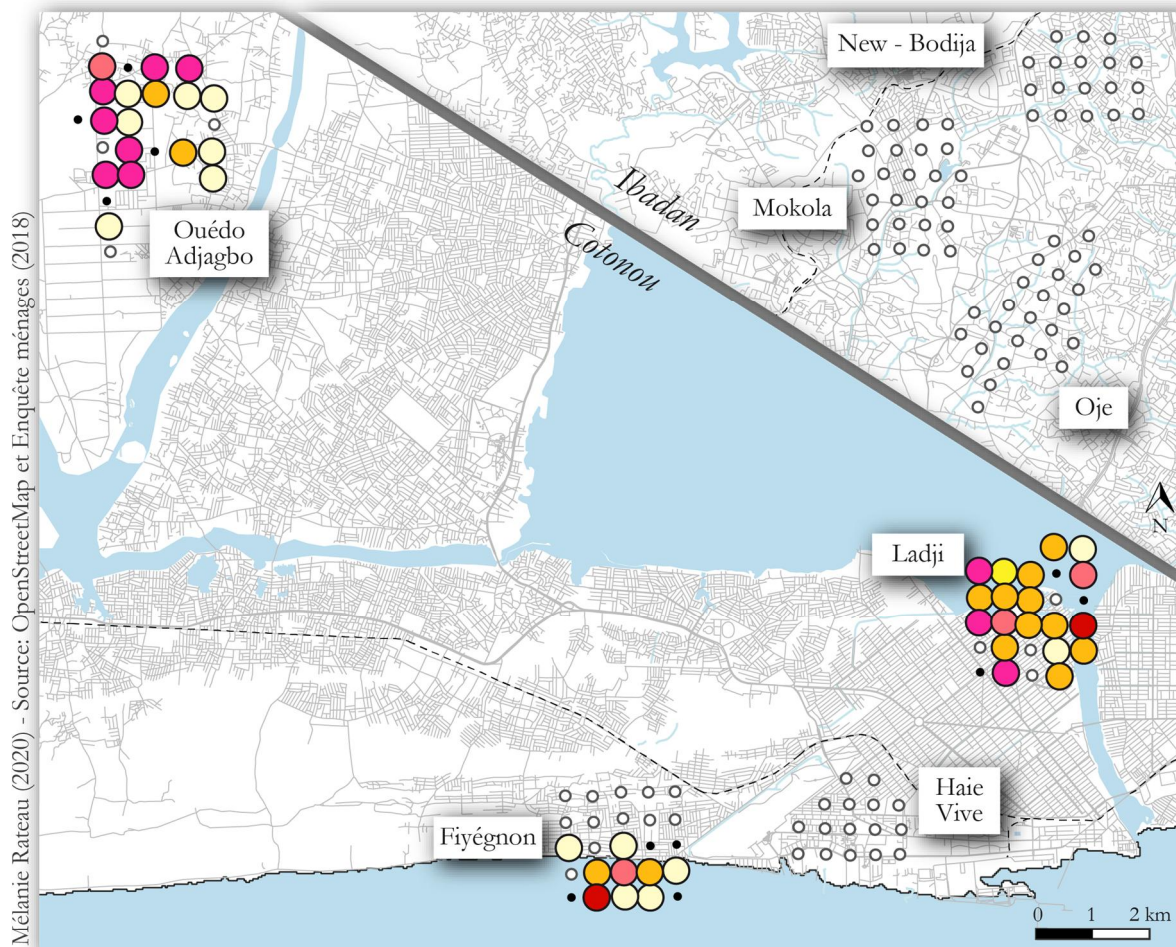 New - Bodija
Mokola
Ibadan
Cotonou
Ouédo
Adjagbo
Oje
N
Ladji
Haie
Vive
Fiyégnon
0 1 2 km
Mélanie Rateau (2020) - Source: OpenStreetMap et Enquête ménages (2018)